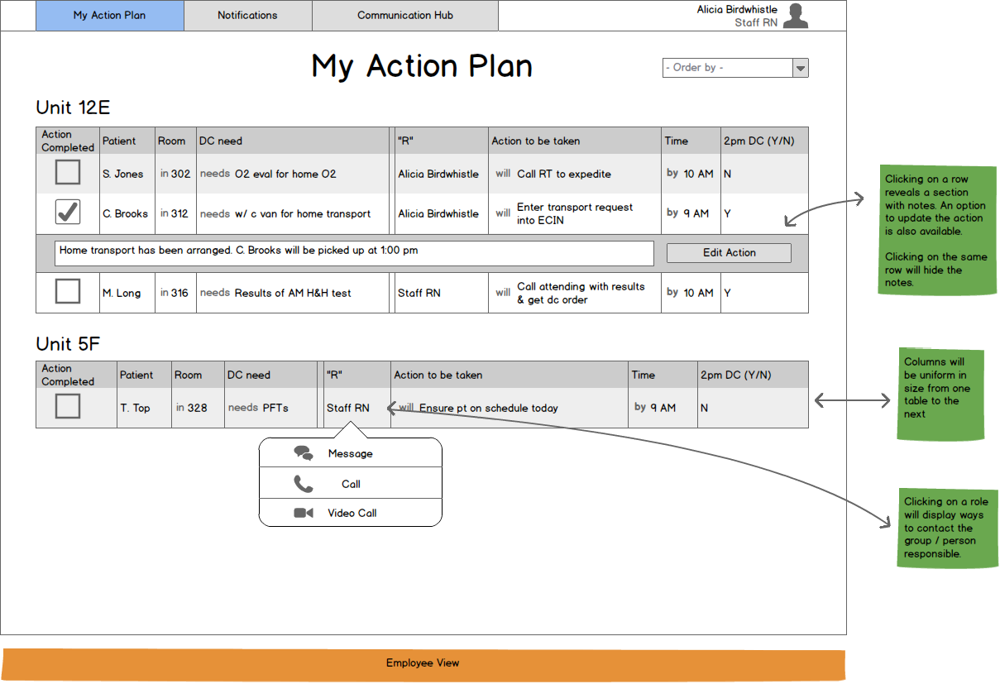 My Action Plan
Notifications
Communication Hub
Alicia Birdwhistle
Staff RN
My Action Plan
- Order by -
Unit 12E
Action Completed Patient Room DC need "R" Action to be taken Time 2pm DC (Y/N)
S. Jones in 302 needs O2 eval for home O2 Alicia Birdwhistle will Call RT to expedite by 10 AM N
C. Brooks in 312 needs w/ c van for home transport Alicia Birdwhistle will Enter transport request into ECIN by 9 AM Y
Home transport has been arranged. C. Brooks will be picked up at 1:00 pm
Edit Action
M. Long in 316 needs Results of AM H&H test Staff RN will Call attending with results & get dc order by 10 AM Y
Unit 5F
Action Completed Patient Room DC need "R" Action to be taken Time 2pm DC (Y/N)
T. Top in 328 needs PFTs Staff RN will Ensure pt on schedule today by 9 AM N
Message
Call
Video Call
Clicking on a row
reveals a section
with notes. An option
to update the action
is also available.
Clicking on the same
row will hide the
notes.
Columns will
be uniform in
size from one
table to the
next
Clicking on a role
will display ways
to contact the
group / person
responsible.
Employee View